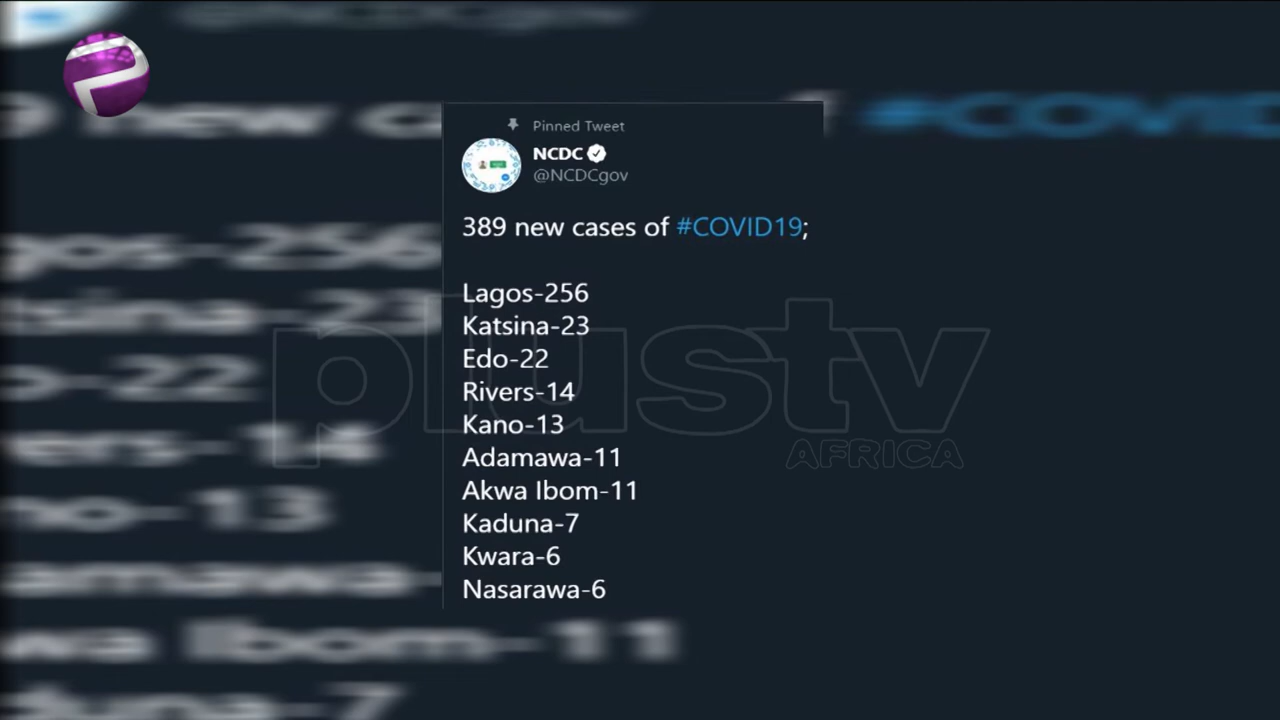 Pinned Tweet
NCDC
@NCDCgov
389 new cases of #COVID19;
Lagos-256
Katsina-23
Edo-22
Rivers-14
Kano-13
Adamawa-11
Akwa Ibom-11
Kaduna-7
Kwara-6
Nasarawa-6
plustv
AFRICA